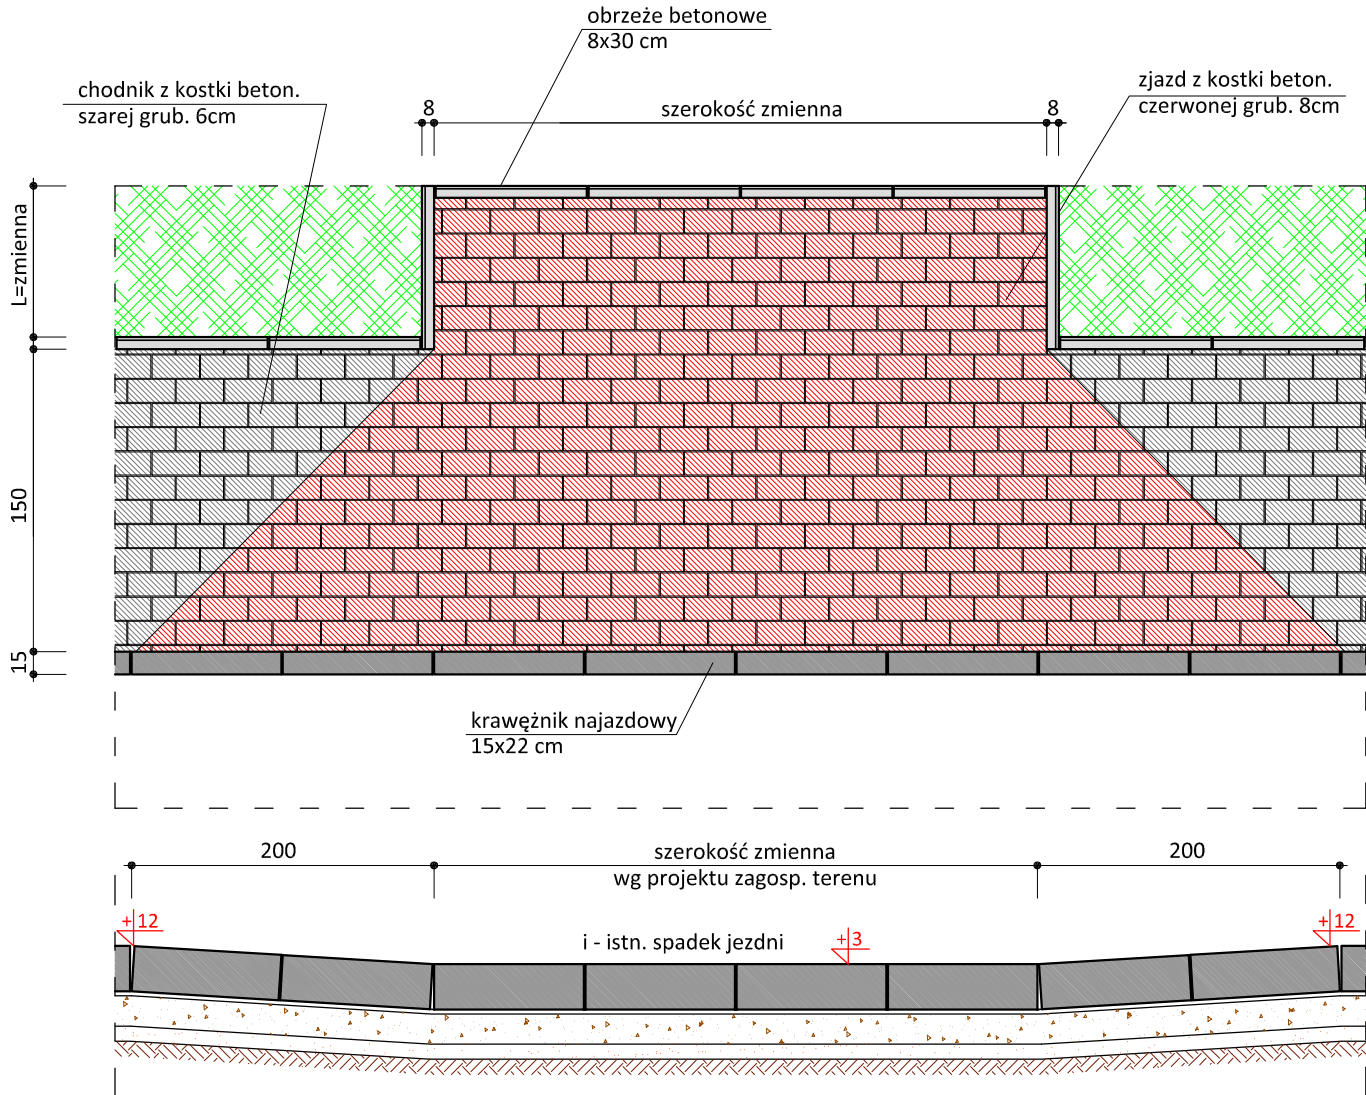 obrzeże betonowe
8x30 cm
chodnik z kostki beton.
szarej grub. 6cm
zjazd z kostki beton.
czerwonej grub. 8cm
8
szerokość zmienna
8
L=zmienna
150
15
krawężnik najazdowy
15x22 cm
200
szerokość zmienna
wg projektu zagosp. terenu
200
+12
i - istn. spadek jezdni
+3
+12